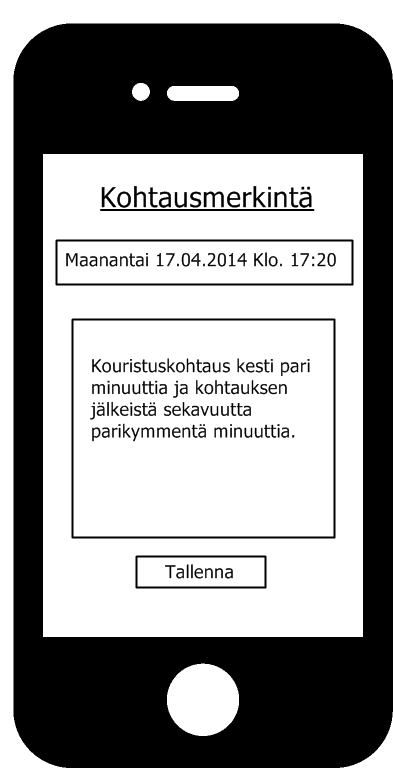 Kohtausmerkintä
Maanantai 17.04.2014 Klo. 17:20
Kouristuskohtaus kesti pari
minuuttia ja kohtauksen
jälkeistä sekavuutta
parikymmentä minuuttia.
Tallenna